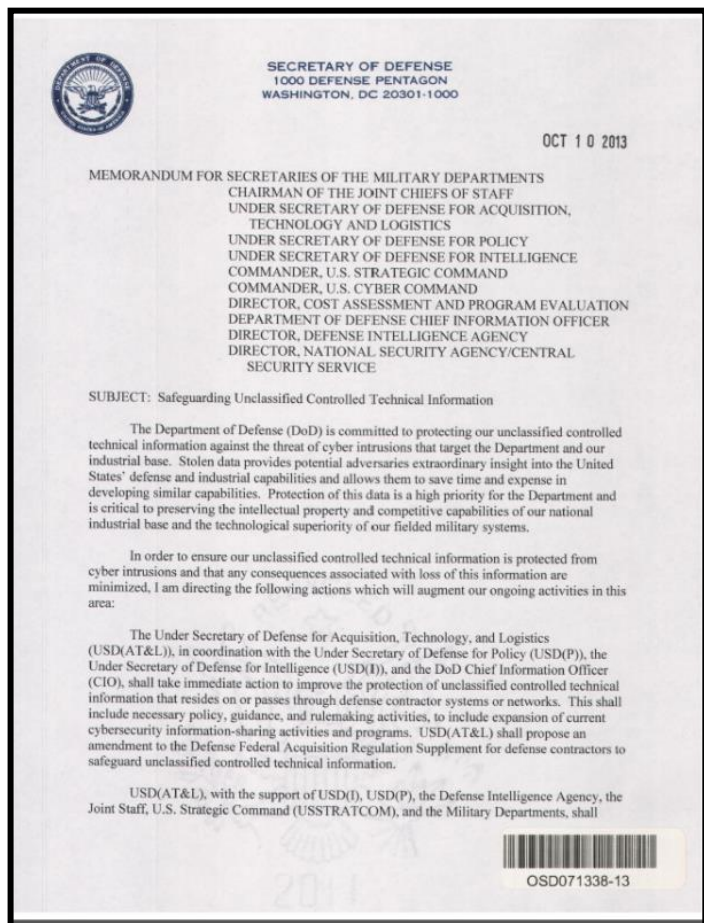 SECRETARY OF DEFENSE
1000 DEFENSE PENTAGON
WASHINGTON, DC 20301-1000
OCT 10 2013
MEMORANDUM FOR SECRETARIES OF THE MILITARY DEPARTMENTS
CHAIRMAN OF THE JOINT CHIEFS OF STAFF
UNDER SECRETARY OF DEFENSE FOR ACQUISITION,
TECHNOLOGY AND LOGISTICS
UNDER SECRETARY OF DEFENSE FOR POLICY
UNDER SECRETARY OF DEFENSE FOR INTELLIGENCE
COMMANDER, U.S. STRATEGIC COMMAND
COMMANDER, U.S. CYBER COMMAND
DIRECTOR, COST ASSESSMENT AND PROGRAM EVALUATION
DEPARTMENT OF DEFENSE CHIEF INFORMATION OFFICER
DIRECTOR, DEFENSE INTELLIGENCE AGENCY
DIRECTOR, NATIONAL SECURITY AGENCY/CENTRAL
SECURITY SERVICE
SUBJECT: Safeguarding Unclassified Controlled Technical Information
The Department of Defense (DoD) is committed to protecting our unclassified controlled
technical information against the threat of cyber intrusions that target the Department and our
industrial base. Stolen data provides potential adversaries extraordinary insight into the United
States' defense and industrial capabilities and allows them to save time and expense in
developing similar capabilities. Protection of this data is a high priority for the Department and
is critical to preserving the intellectual property and competitive capabilities of our national
industrial base and the technological superiority of our fielded military systems.
In order to ensure our unclassified controlled technical information is protected from
cyber intrusions and that any consequences associated with loss of this information are
minimized, I am directing the following actions which will augment our ongoing activities in this
area:
The Under Secretary of Defense for Acquisition, Technology, and Logistics
(USD(AT&L)), in coordination with the Under Secretary of Defense for Policy (USD(P)), the
Under Secretary of Defense for Intelligence (USD(I)), and the DoD Chief Information Officer
(CIO), shall take immediate action to improve the protection of unclassified controlled technical
information that resides on or passes through defense contractor systems or networks. This shall
include necessary policy, guidance, and rulemaking activities, to include expansion of current
cybersecurity information-sharing activities and programs. USD(AT&L) shall propose an
amendment to the Defense Federal Acquisition Regulation Supplement for defense contractors to
safeguard unclassified controlled technical information.
USD(AT&L), with the support of USD(I), USD(P), the Defense Intelligence Agency, the
Joint Staff, U.S. Strategic Command (USSTRATCOM), and the Military Departments, shall
OSD071338-13